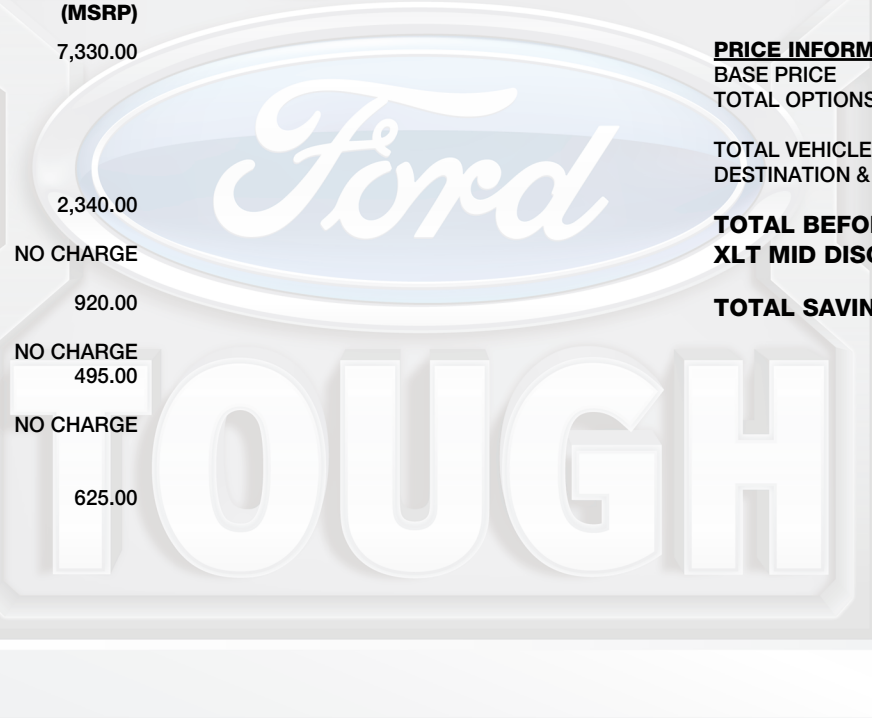 (MSRP)
7,330.00
2,340.00
NO CHARGE
920.00
NO CHARGE
495.00
NO CHARGE
625.00
PRICE INFORM
BASE PRICE
TOTAL OPTIONS
TOTAL VEHICLE
DESTINATION &
TOTAL BEFO
XLT MID DISC
TOTAL SAVIN
Ford
TOUGH